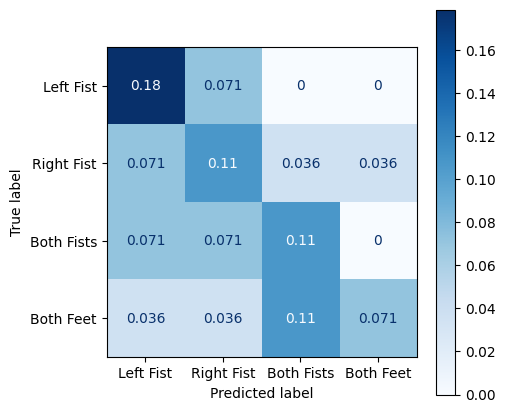 Left Fist 0.18 0.071 0 0
Right Fist 0.071 0.11 0.036 0.036
Both Fists 0.071 0.071 0.11 0
Both Feet 0.036 0.036 0.11 0.071
Left Fist Right Fist Both Fists Both Feet
Predicted label
True label
0.16
0.14
0.12
0.10
0.08
0.06
0.04
0.02
0.00